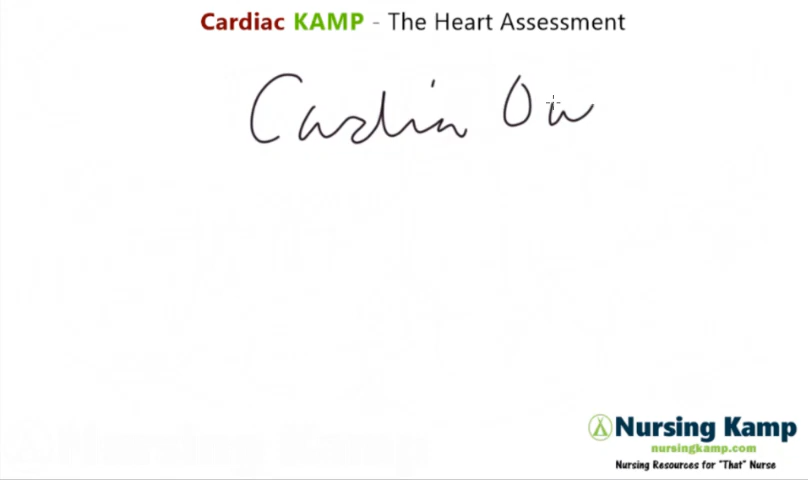 Cardiac KAMP - The Heart Assessment
Cardiac Ou
Nursing Kamp
nursingkamp.com
Nursing Resources for "That" Nurse